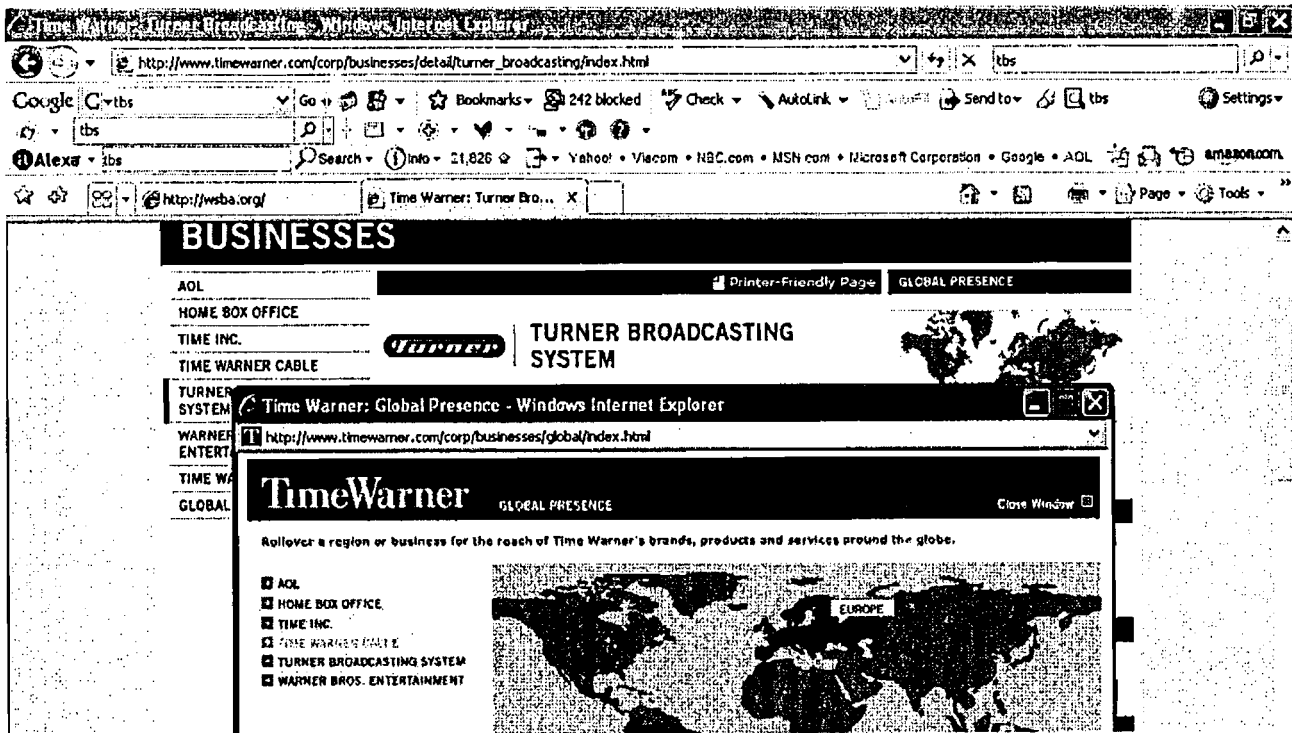 Time Warner: Turner Broadcasting - Windows Internet Explorer
http://www.timewarner.com/corp/businesses/detail/turner_broadcasting/index.html tbs
Google tbs Go Bookmarks 242 blocked Check AutoLink Send to tbs Settings
tbs
Alexa tbs Search Info 21,826 Yahoo! • Viacom • NBC.com • MSN.com • Microsoft Corporation • Google • AOL amazon.com.
http://wsba.org/ Time Warner: Turner Bro... X Page Tools »
BUSINESSES
AOL Printer-Friendly Page GLOBAL PRESENCE
HOME BOX OFFICE
TIME INC. Turner TURNER BROADCASTING
TIME WARNER CABLE SYSTEM
TURNER
SYSTEM Time Warner: Global Presence - Windows Internet Explorer
WARNER http://www.timewarner.com/corp/businesses/global/index.html
ENTERT
TIME WA TimeWarner GLOBAL PRESENCE Close Window
GLOBAL
Rollover a region or business for the reach of Time Warner's brands, products and services around the globe.
AOL
HOME BOX OFFICE EUROPE
TIME INC.
TIME WARNER CABLE
TURNER BROADCASTING SYSTEM
WARNER BROS. ENTERTAINMENT